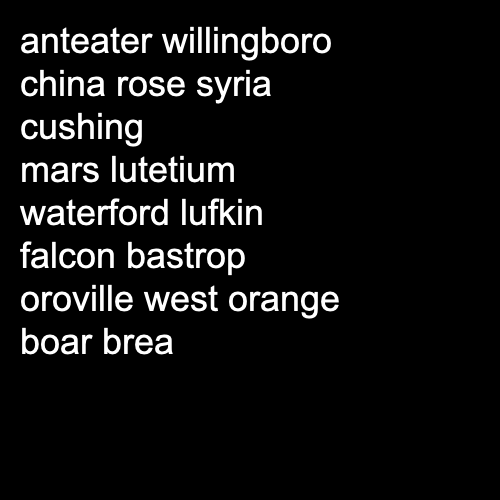 anteater willingboro
china rose syria
cushing
mars lutetium
waterford lufkin
falcon bastrop
oroville west orange
boar brea